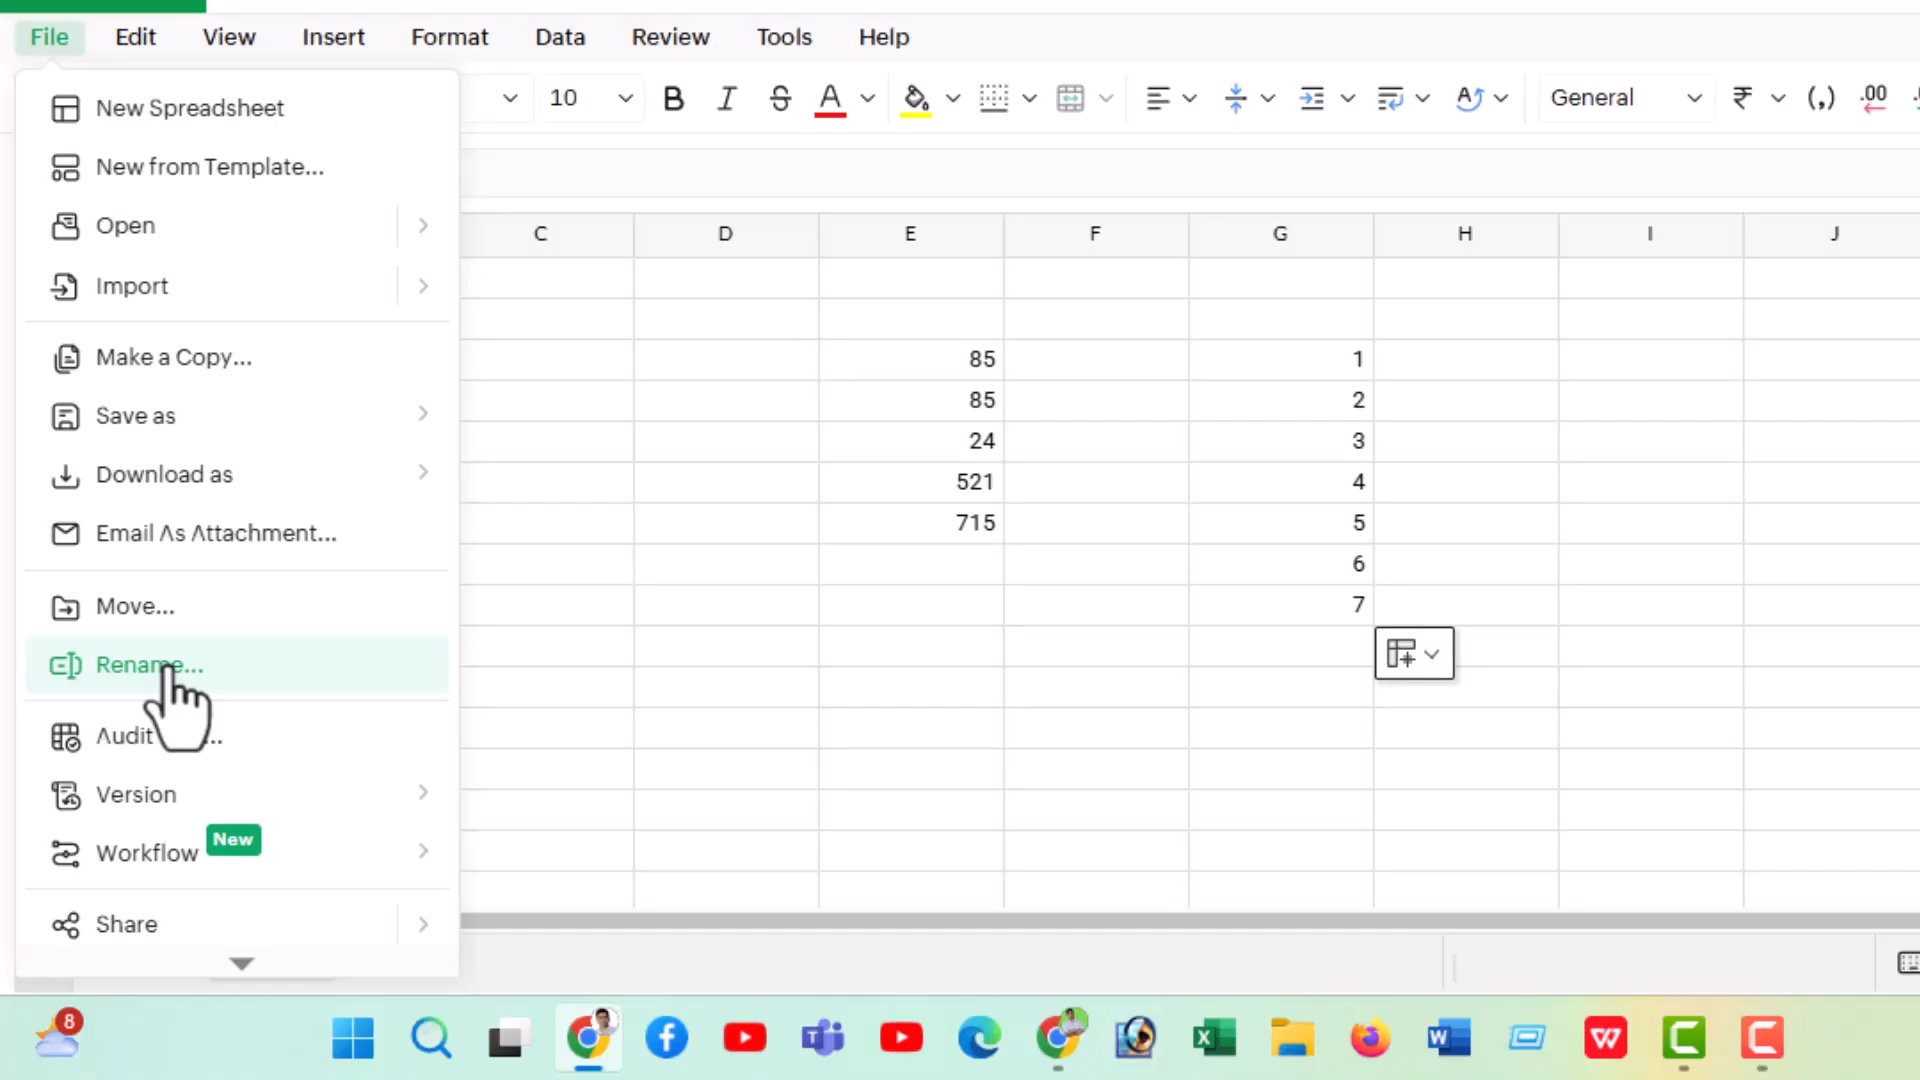 File Edit View Insert Format Data Review Tools Help
10 B I S A General ₹ (,) .00
New Spreadsheet
New from Template...
Open
Import
Make a Copy...
Save as
Download as
Email As Attachment...
Move...
Rename...
Audit ...
Version
Workflow New
Share
C D E F G H I J
85 1
85 2
24 3
521 4
715 5
6
7
8